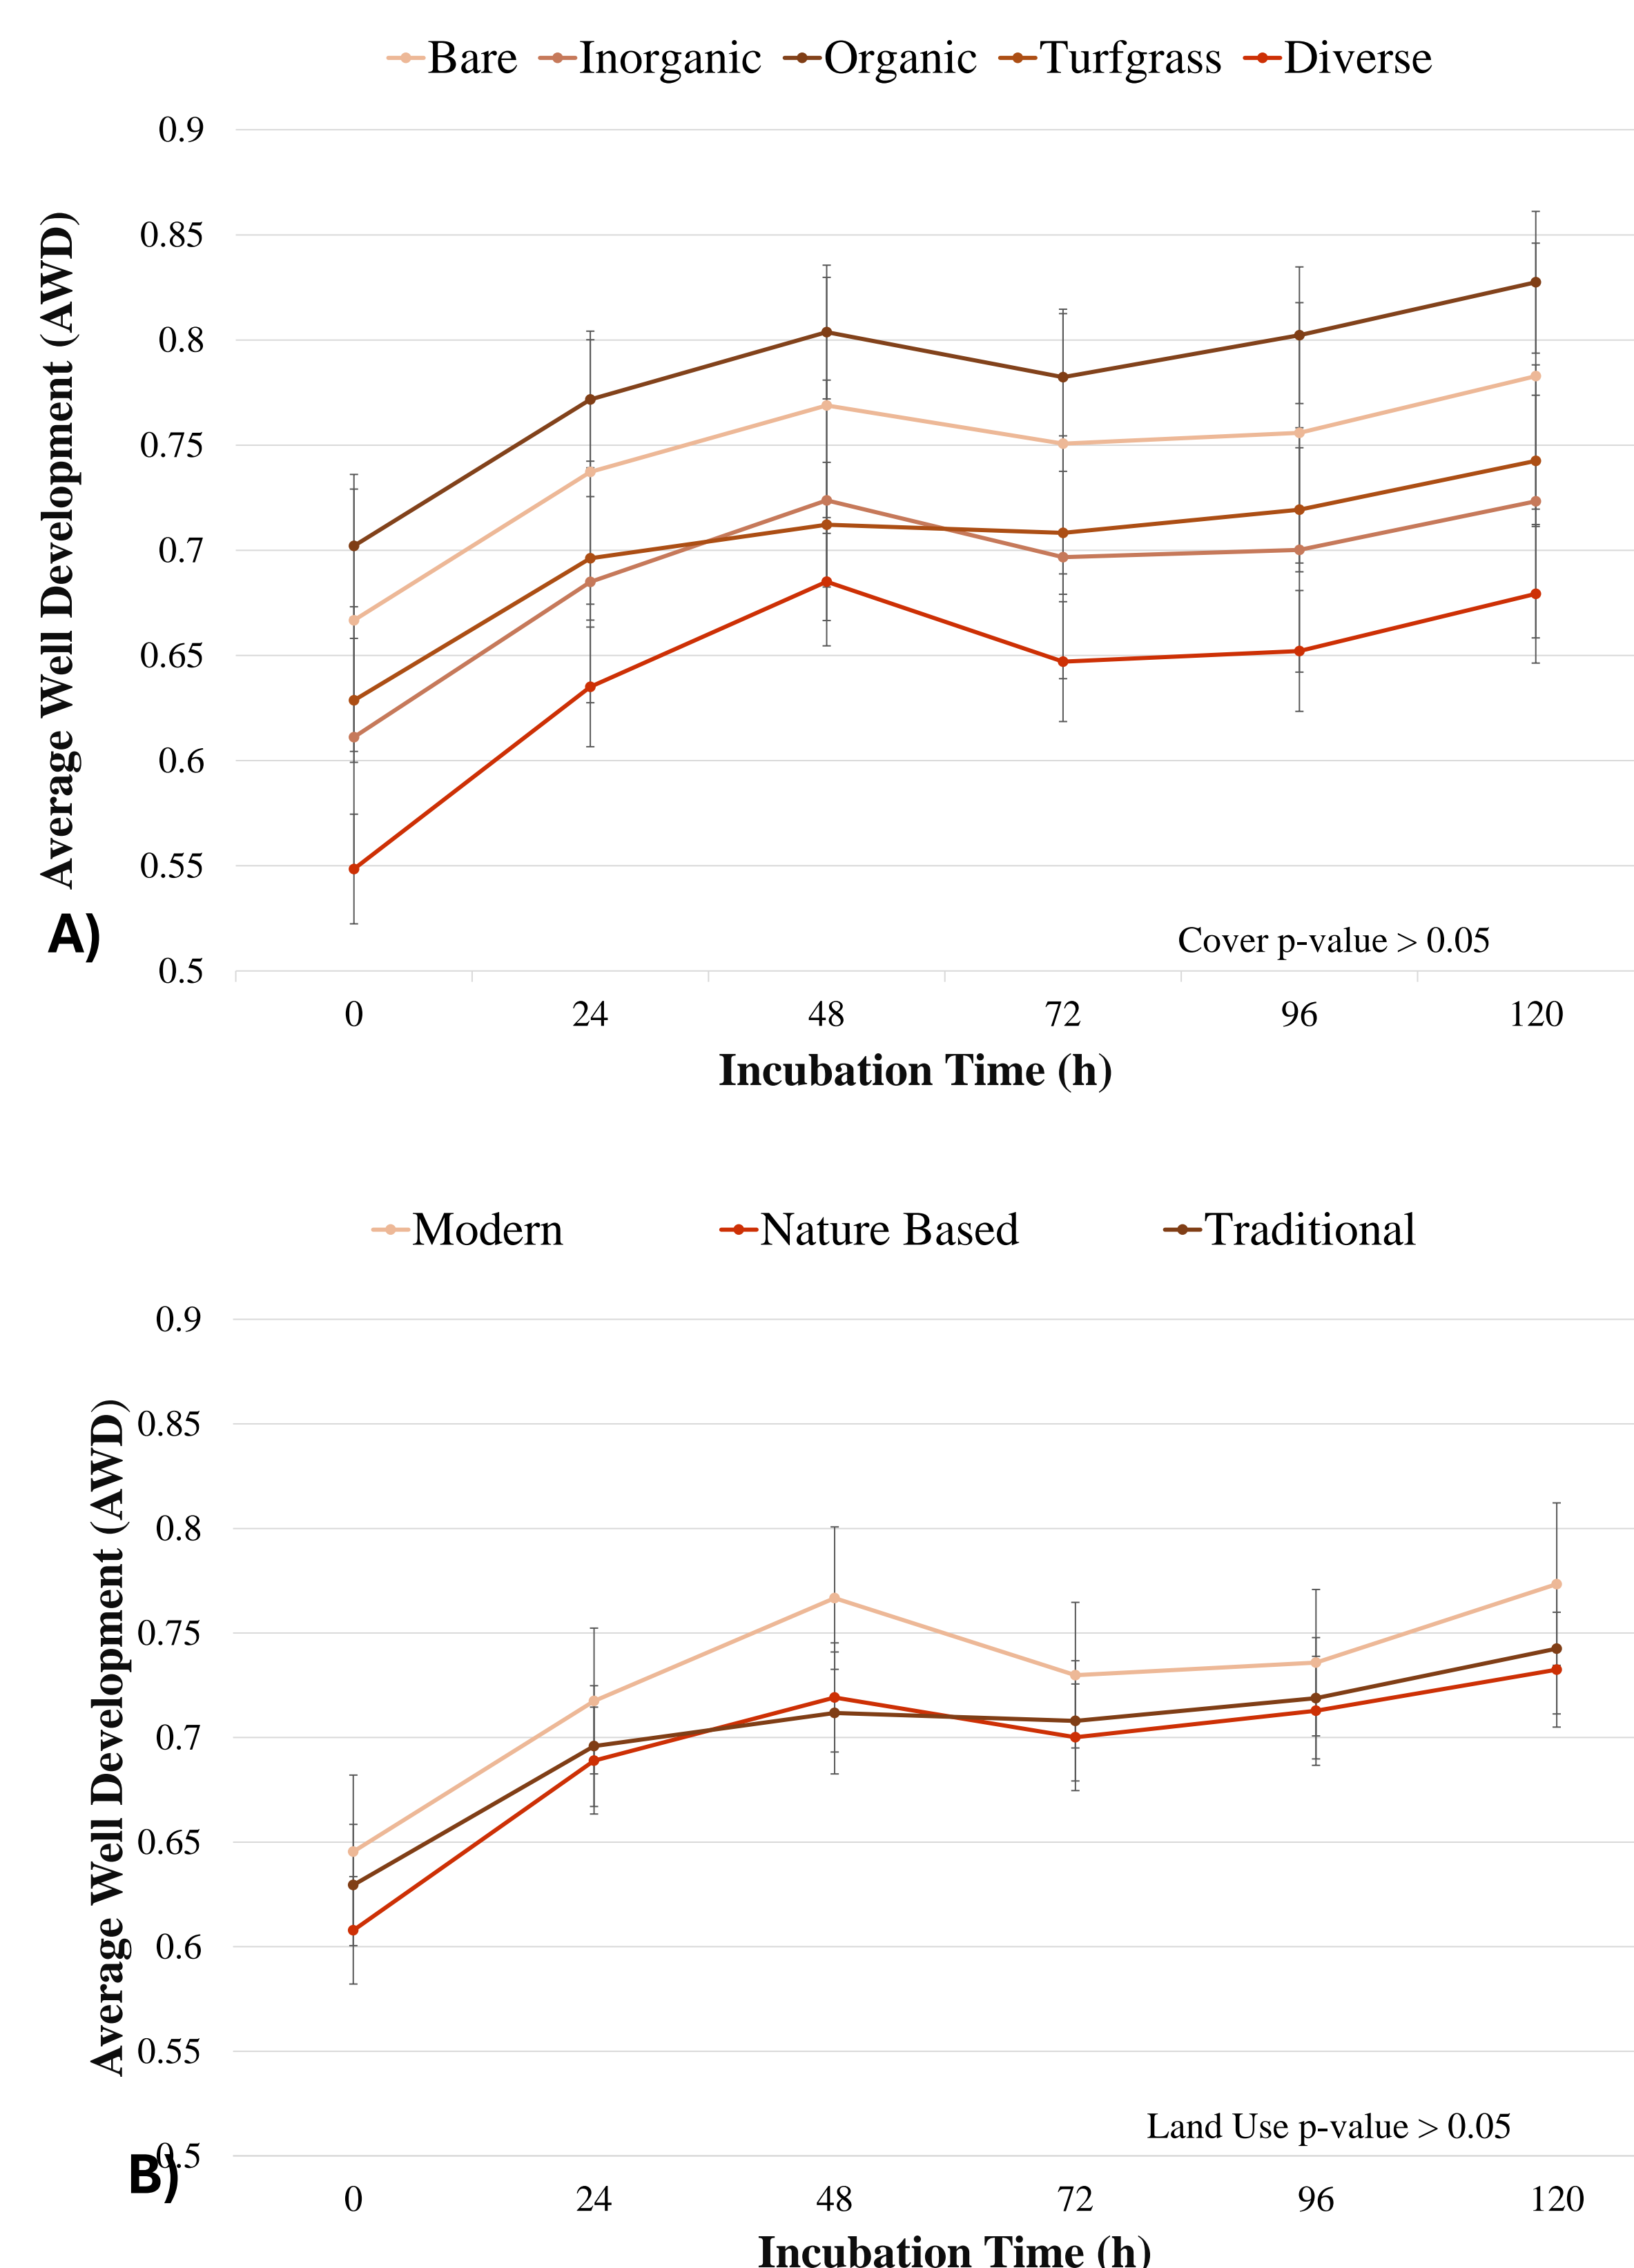 Bare Inorganic Organic Turfgrass Diverse
0.9
0.85
0.8
0.75
0.7
0.65
0.6
0.55
0.5
Average Well Development (AWD)
A)
Cover p-value > 0.05
0 24 48 72 96 120
Incubation Time (h)
Modern Nature Based Traditional
0.9
0.85
0.8
0.75
0.7
0.65
0.6
0.55
0.5
Average Well Development (AWD)
B)
Land Use p-value > 0.05
0 24 48 72 96 120
Incubation Time (h)